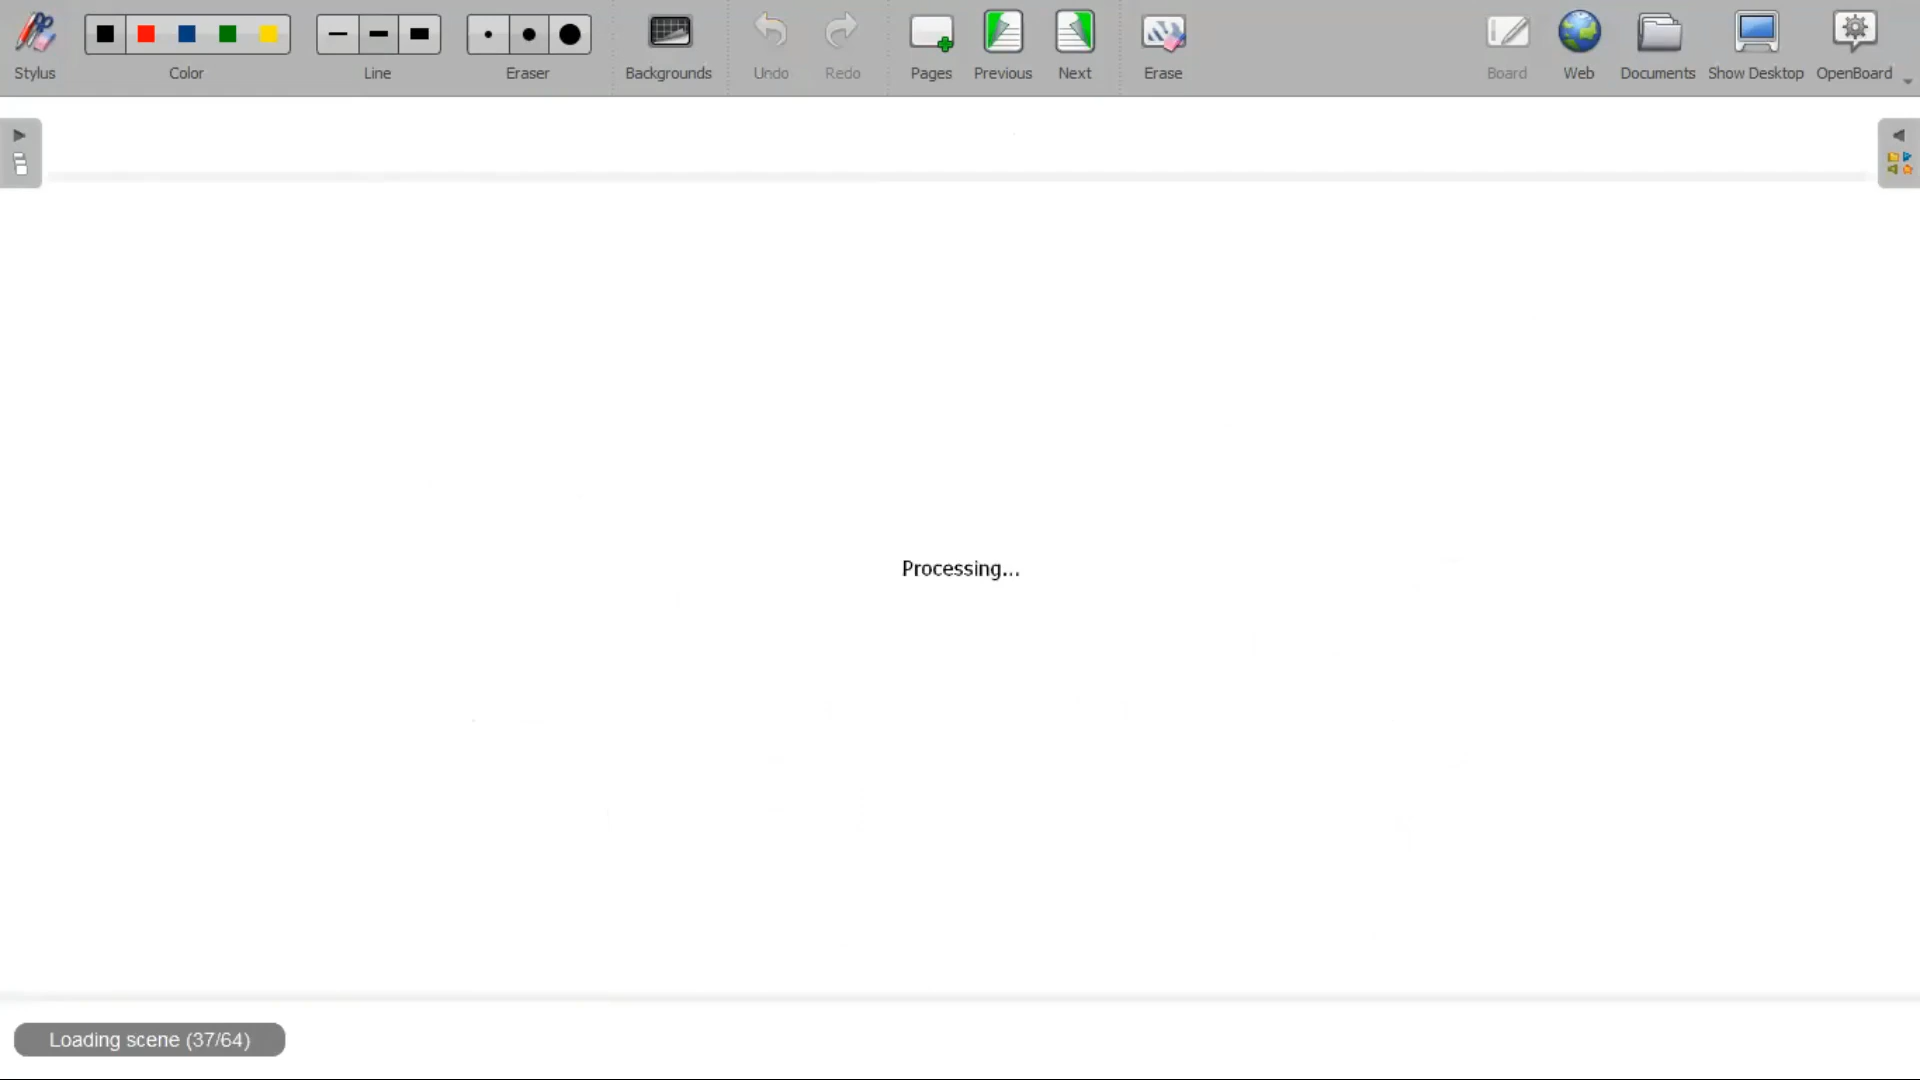 Stylus Color Line Eraser Backgrounds Undo Redo Pages Previous Next Erase Board Web Documents Show Desktop OpenBoard
Processing...
Loading scene (37/64)